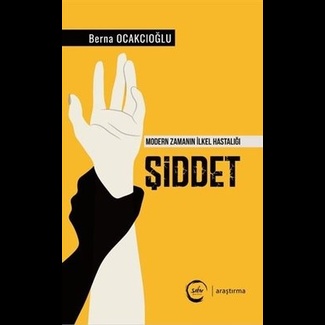 Berna OCAKCIOĞLU
MODERN ZAMANIN İLKEL HASTALIĞI
ŞİDDET
araştırma